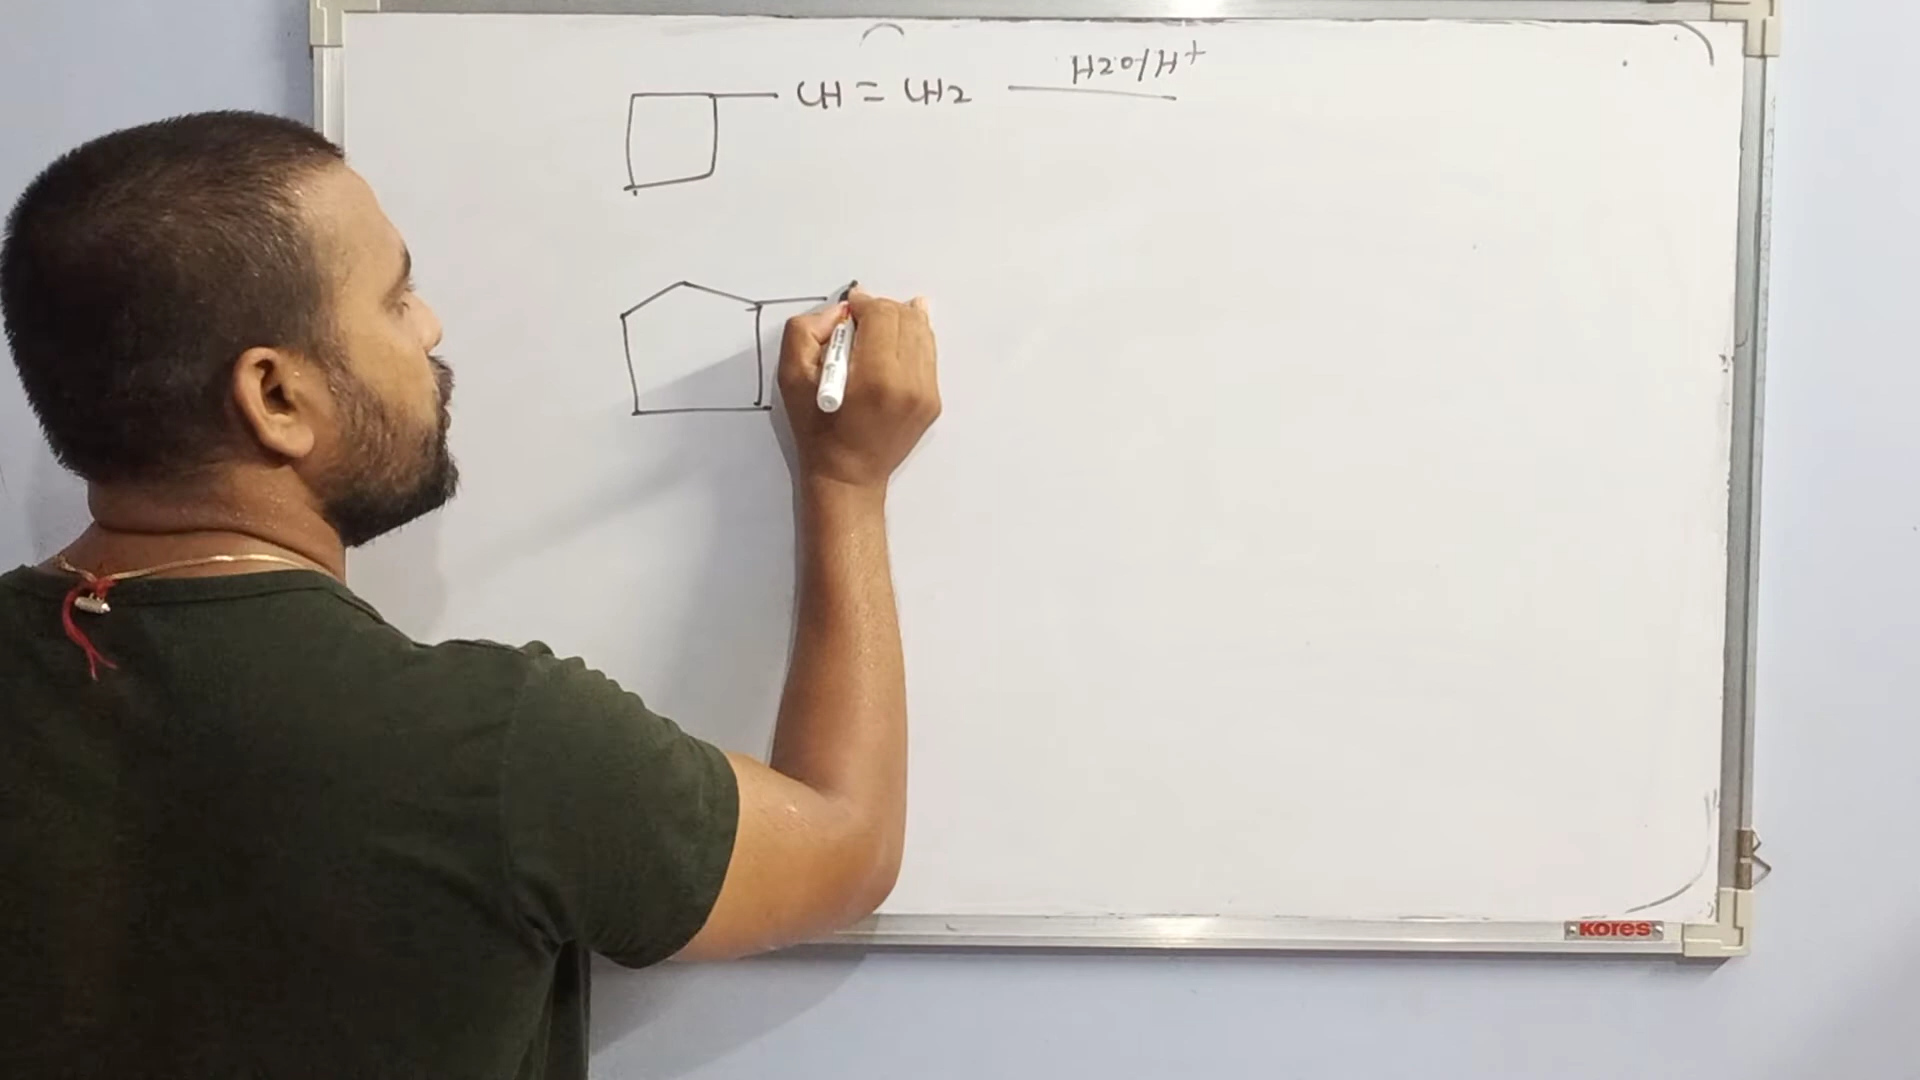 CH = CH2 H2O/H+
KORES